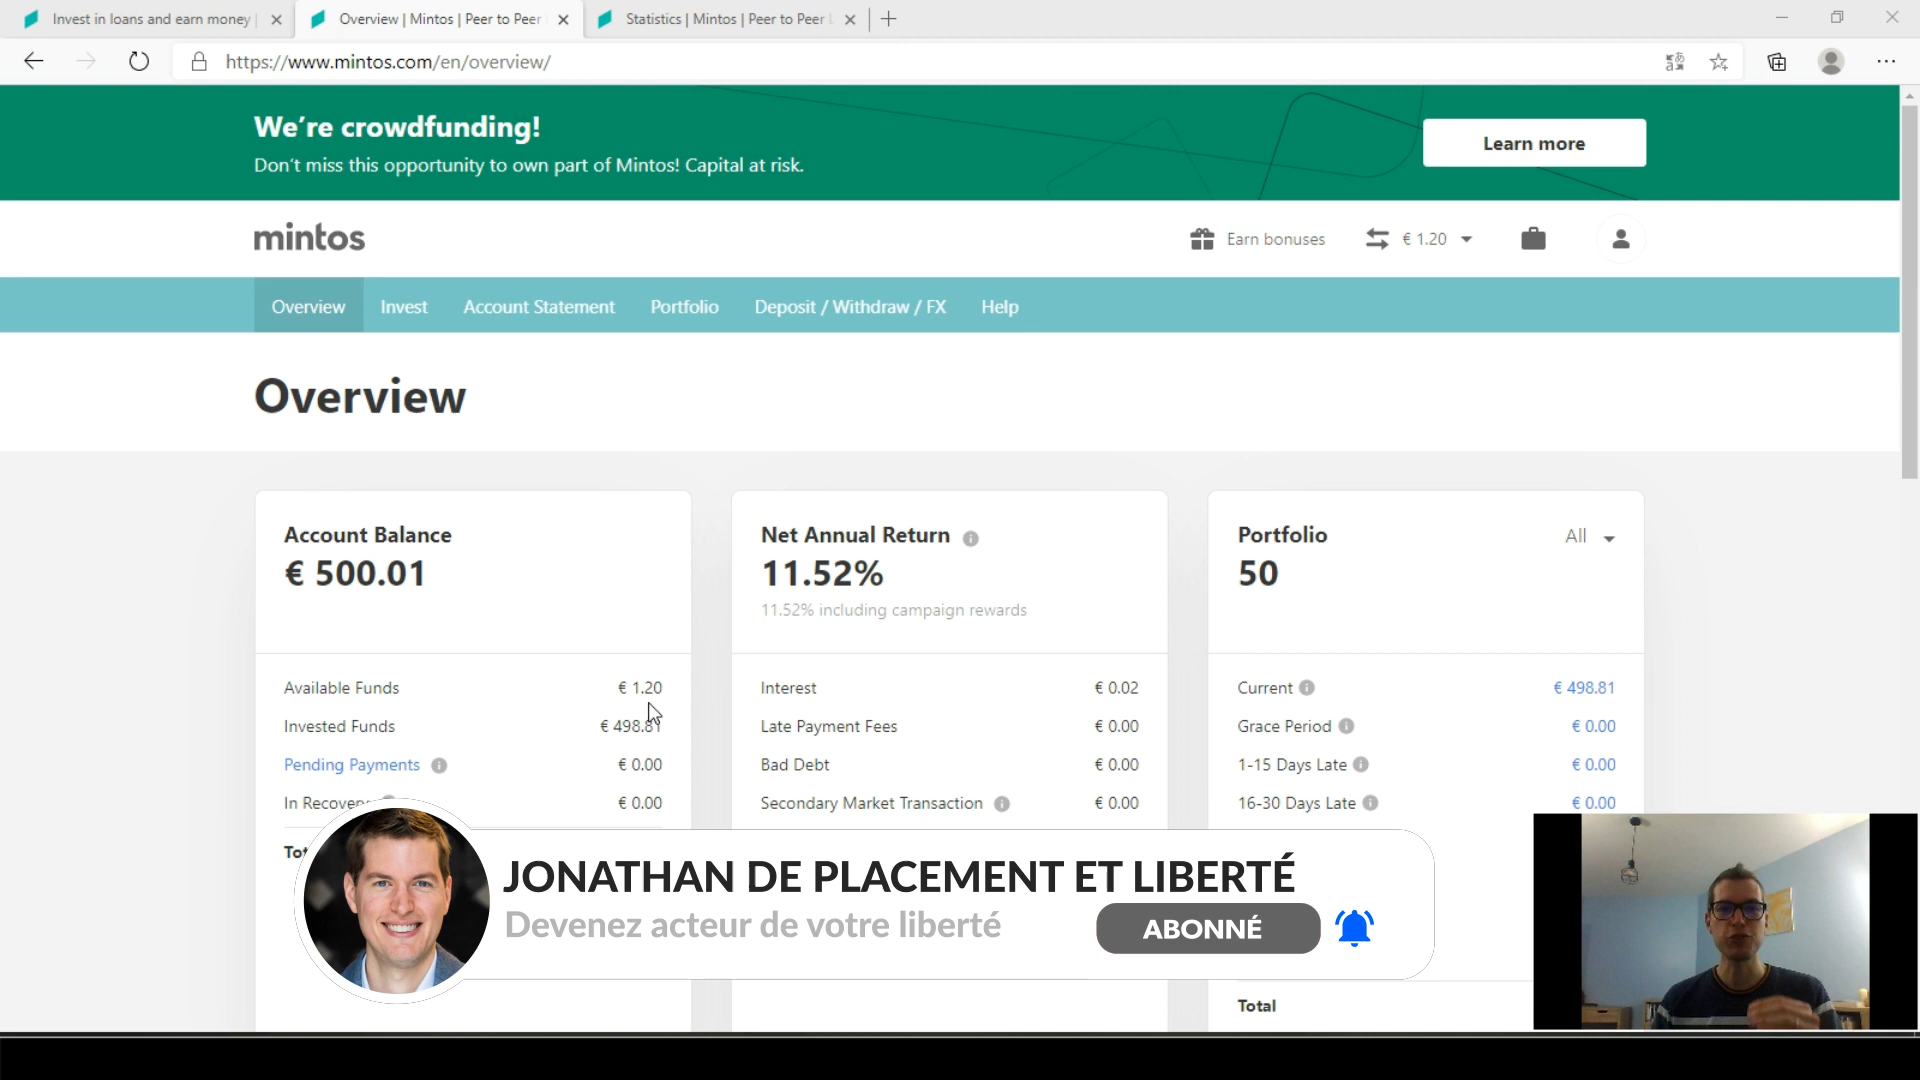 Invest in loans and earn money
Overview | Mintos | Peer to Peer
Statistics | Mintos | Peer to Peer
https://www.mintos.com/en/overview/
We're crowdfunding!
Don't miss this opportunity to own part of Mintos! Capital at risk.
Learn more
mintos
Earn bonuses
€ 1.20
Overview
Invest
Account Statement
Portfolio
Deposit / Withdraw / FX
Help
Overview
Account Balance
€ 500.01
Available Funds € 1.20
Invested Funds € 498.81
Pending Payments € 0.00
In Recovery € 0.00
Net Annual Return
11.52%
11.52% including campaign rewards
Interest € 0.02
Late Payment Fees € 0.00
Bad Debt € 0.00
Secondary Market Transaction € 0.00
Portfolio All
50
Current € 498.81
Grace Period € 0.00
1-15 Days Late € 0.00
16-30 Days Late € 0.00
Total
JONATHAN DE PLACEMENT ET LIBERTÉ
Devenez acteur de votre liberté
ABONNÉ